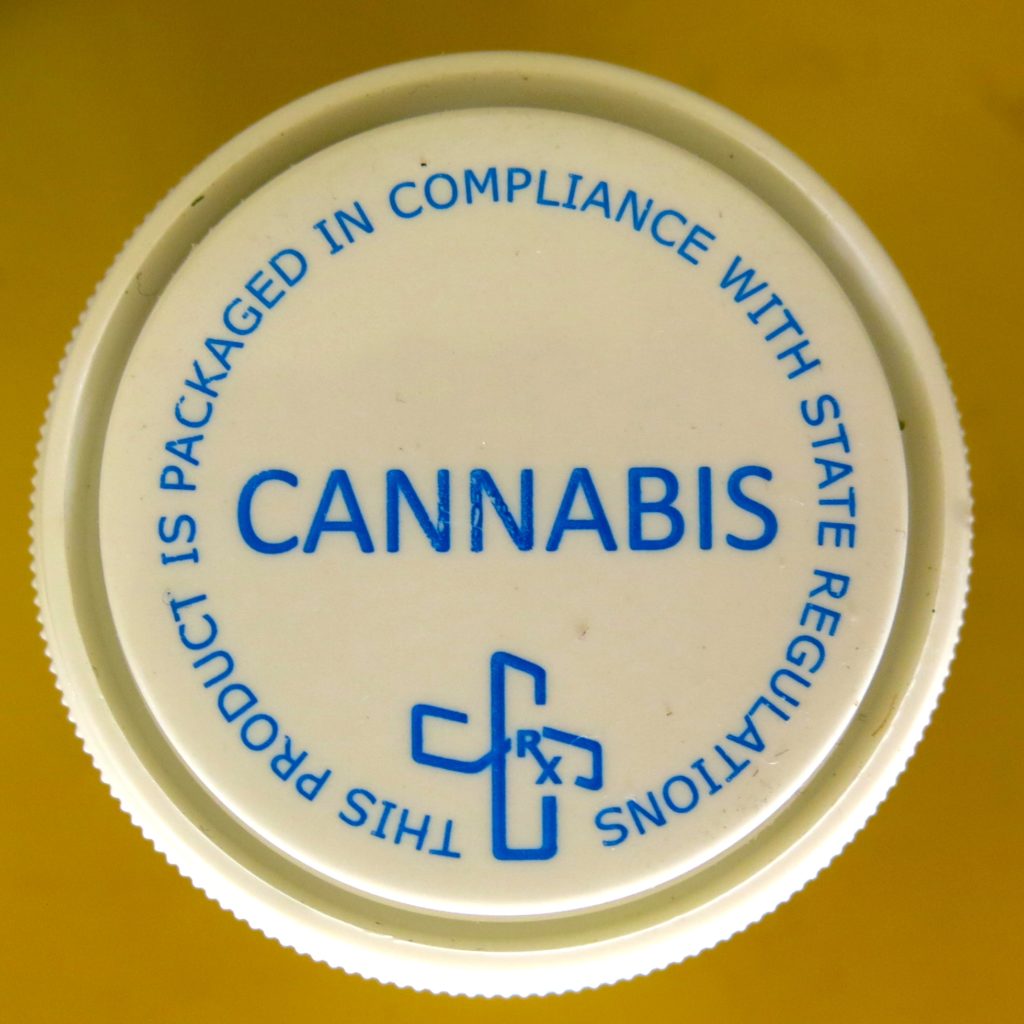 THIS PRODUCT IS PACKAGED IN COMPLIANCE WITH STATE REGULATIONS
CANNABIS
RX